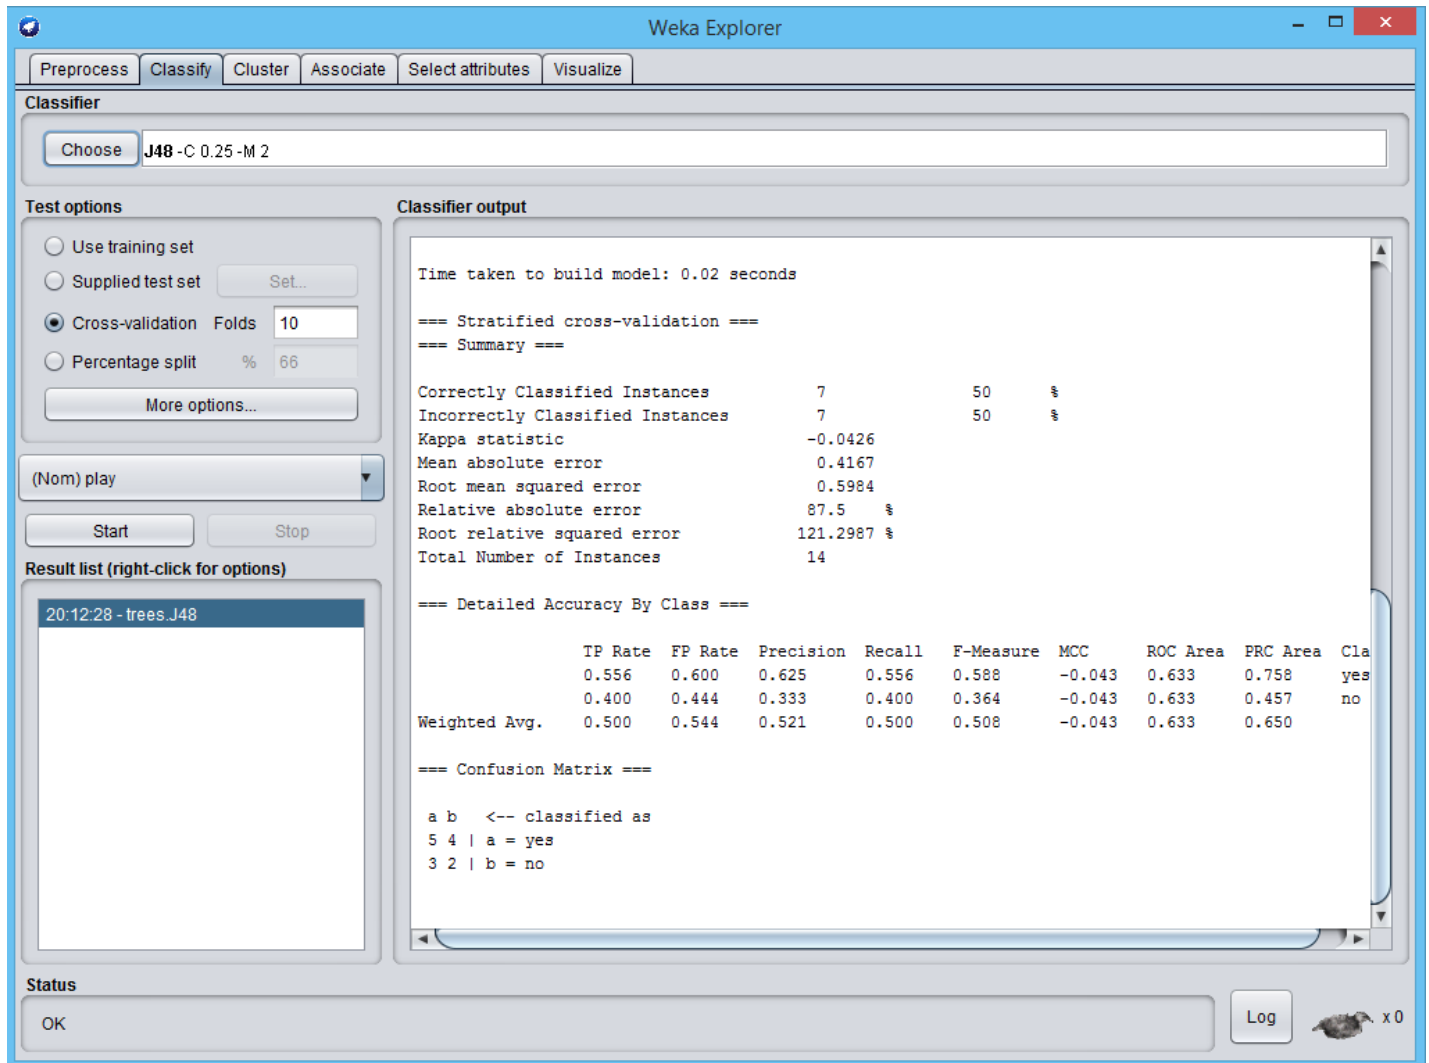 Weka Explorer
Preprocess Classify Cluster Associate Select attributes Visualize
Classifier
Choose J48 -C 0.25 -M 2
Test options
Use training set
Supplied test set Set...
Cross-validation Folds 10
Percentage split % 66
More options...
(Nom) play
Start Stop
Result list (right-click for options)
20:12:28 - trees.J48
Classifier output
Time taken to build model: 0.02 seconds
=== Stratified cross-validation ===
=== Summary ===
Correctly Classified Instances 7 50 %
Incorrectly Classified Instances 7 50 %
Kappa statistic -0.0426
Mean absolute error 0.4167
Root mean squared error 0.5984
Relative absolute error 87.5 %
Root relative squared error 121.2987 %
Total Number of Instances 14
=== Detailed Accuracy By Class ===
TP Rate FP Rate Precision Recall F-Measure MCC ROC Area PRC Area Cla
0.556 0.600 0.625 0.556 0.588 -0.043 0.633 0.758 yes
0.400 0.444 0.333 0.400 0.364 -0.043 0.633 0.457 no
Weighted Avg. 0.500 0.544 0.521 0.500 0.508 -0.043 0.633 0.650
=== Confusion Matrix ===
a b <-- classified as
5 4 | a = yes
3 2 | b = no
Status
OK
Log
x 0